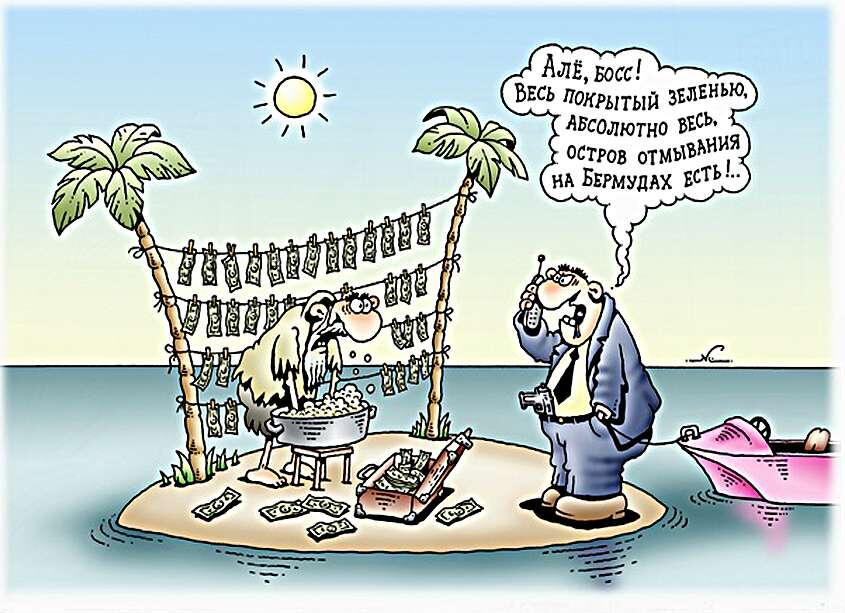 АЛЁ, БОСС!
ВЕСЬ ПОКРЫТЫЙ ЗЕЛЕНЬЮ,
АБСОЛЮТНО ВЕСЬ,
ОСТРОВ ОТМЫВАНИЯ
НА БЕРМУДАХ ЕСТЬ!..